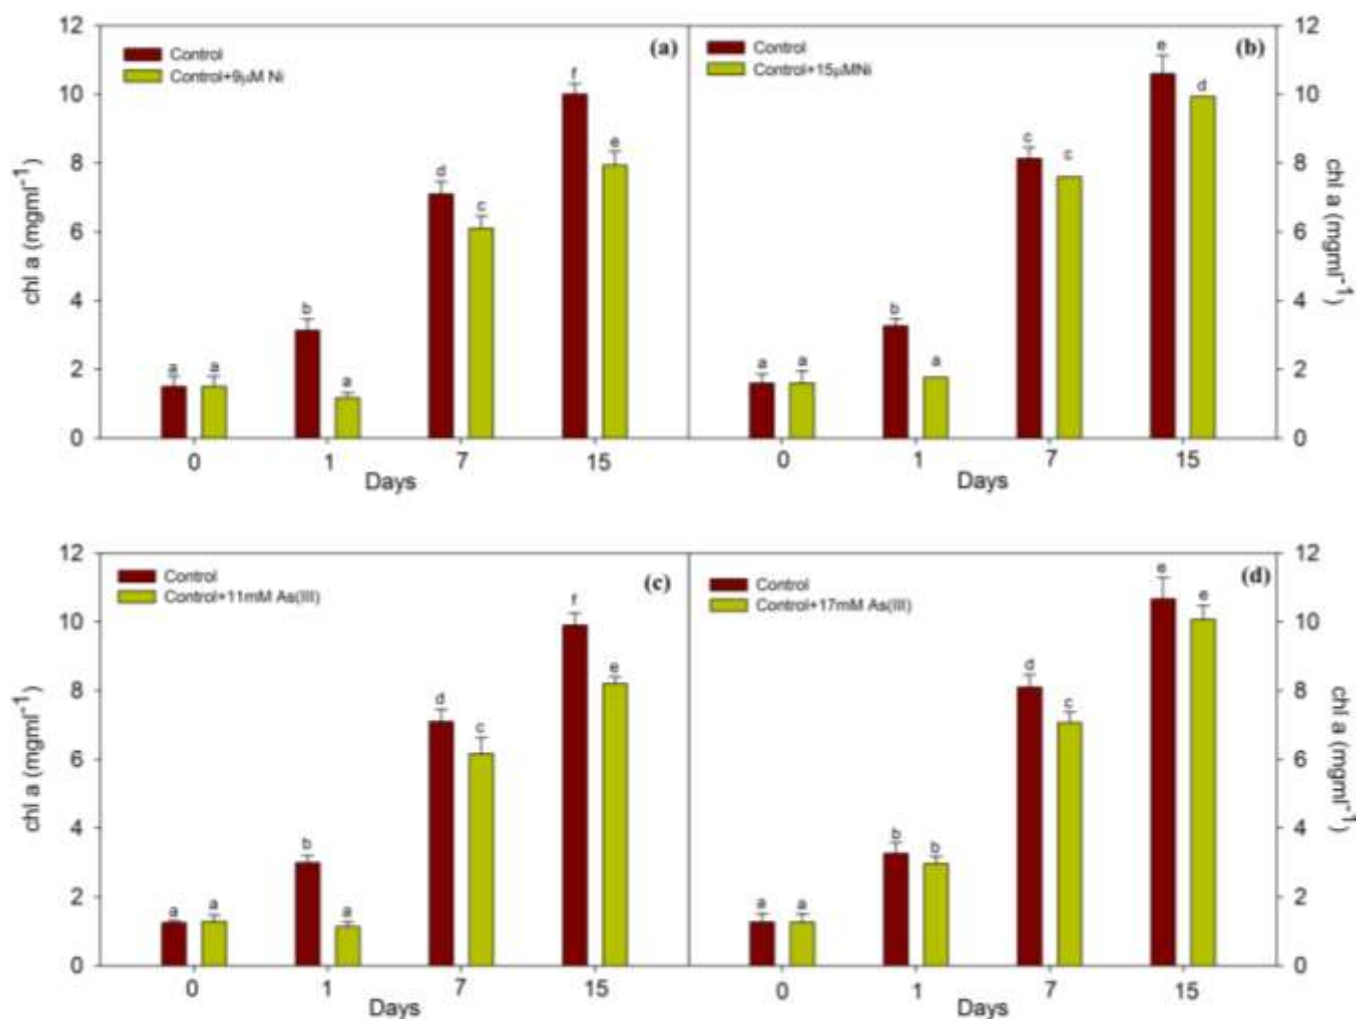 12
10
8
6
4
2
0
chl a (mgml⁻¹)
Control
Control+9µM Ni
(a)
a
a
b
a
d
c
f
e
0
1
7
15
Days
Control
Control+15µMNi
(b)
a
a
b
a
c
c
e
d
0
1
7
15
Days
12
10
8
6
4
2
0
chl a (mgml⁻¹)
12
10
8
6
4
2
0
chl a (mgml⁻¹)
Control
Control+11mM As(III)
(c)
a
a
b
a
d
c
f
e
0
1
7
15
Days
Control
Control+17mM As(III)
(d)
a
a
b
b
d
c
e
e
0
1
7
15
Days
12
10
8
6
4
2
0
chl a (mgml⁻¹)